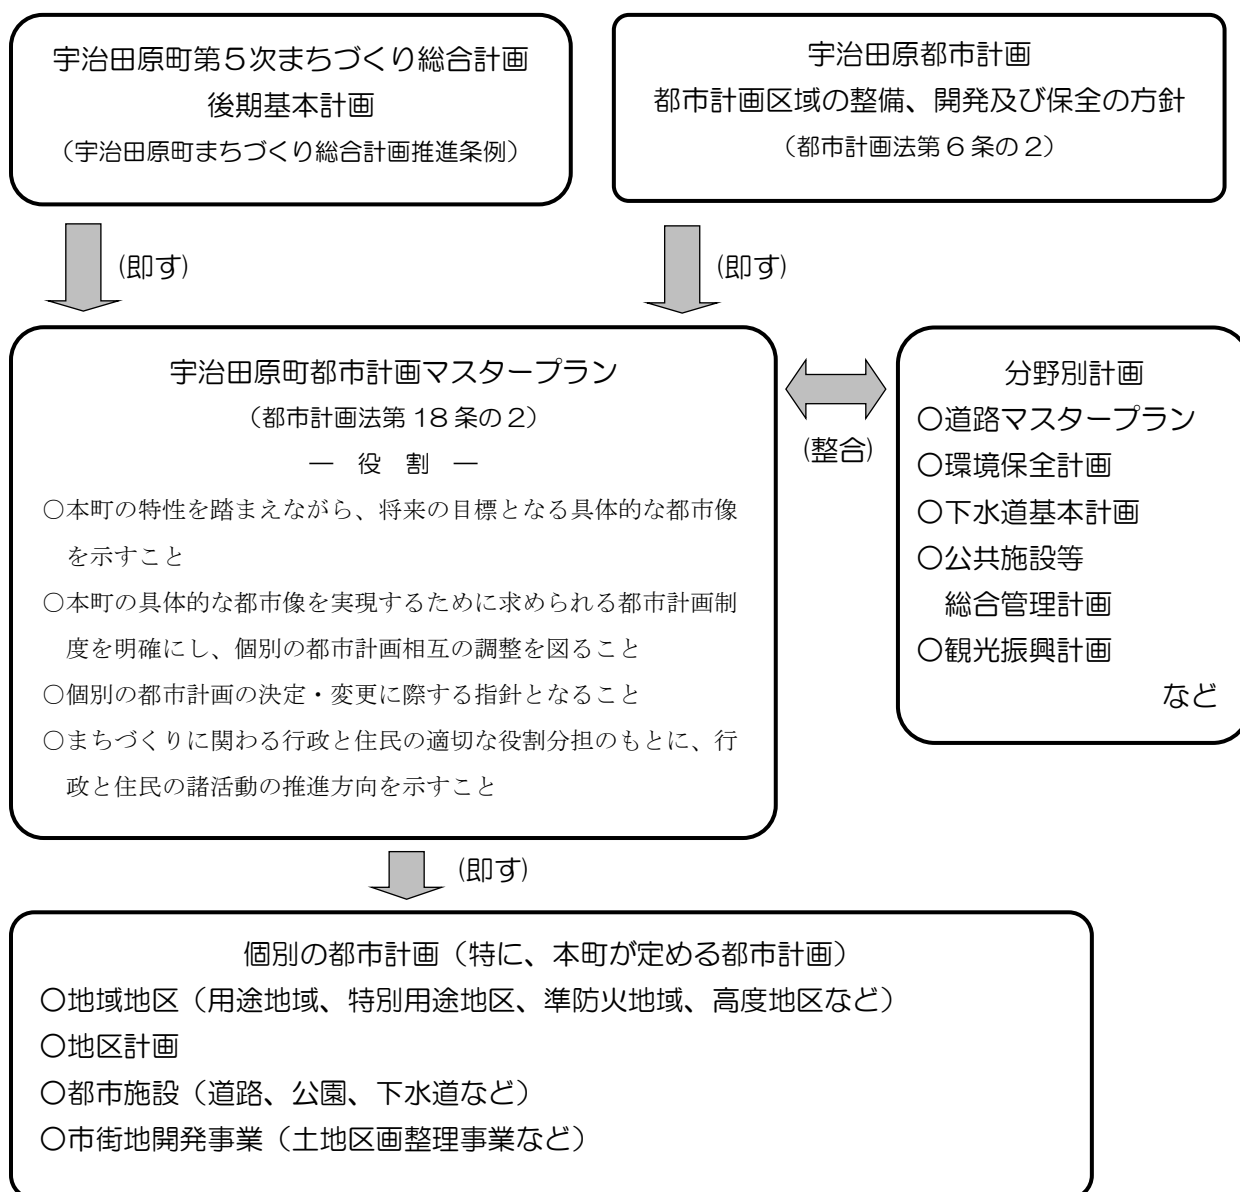 宇治田原町第５次まちづくり総合計画
後期基本計画
（宇治田原町まちづくり総合計画推進条例）
宇治田原都市計画
都市計画区域の整備、開発及び保全の方針
（都市計画法第６条の２）
(即す)
(即す)
宇治田原町都市計画マスタープラン
（都市計画法第 18 条の２）
― 役 割 ―
○本町の特性を踏まえながら、将来の目標となる具体的な都市像
を示すこと
○本町の具体的な都市像を実現するために求められる都市計画制
度を明確にし、個別の都市計画相互の調整を図ること
○個別の都市計画の決定・変更に際する指針となること
○まちづくりに関わる行政と住民の適切な役割分担のもとに、行
政と住民の諸活動の推進方向を示すこと
(整合)
分野別計画
○道路マスタープラン
○環境保全計画
○下水道基本計画
○公共施設等
総合管理計画
○観光振興計画
など
(即す)
個別の都市計画（特に、本町が定める都市計画）
○地域地区（用途地域、特別用途地区、準防火地域、高度地区など）
○地区計画
○都市施設（道路、公園、下水道など）
○市街地開発事業（土地区画整理事業など）